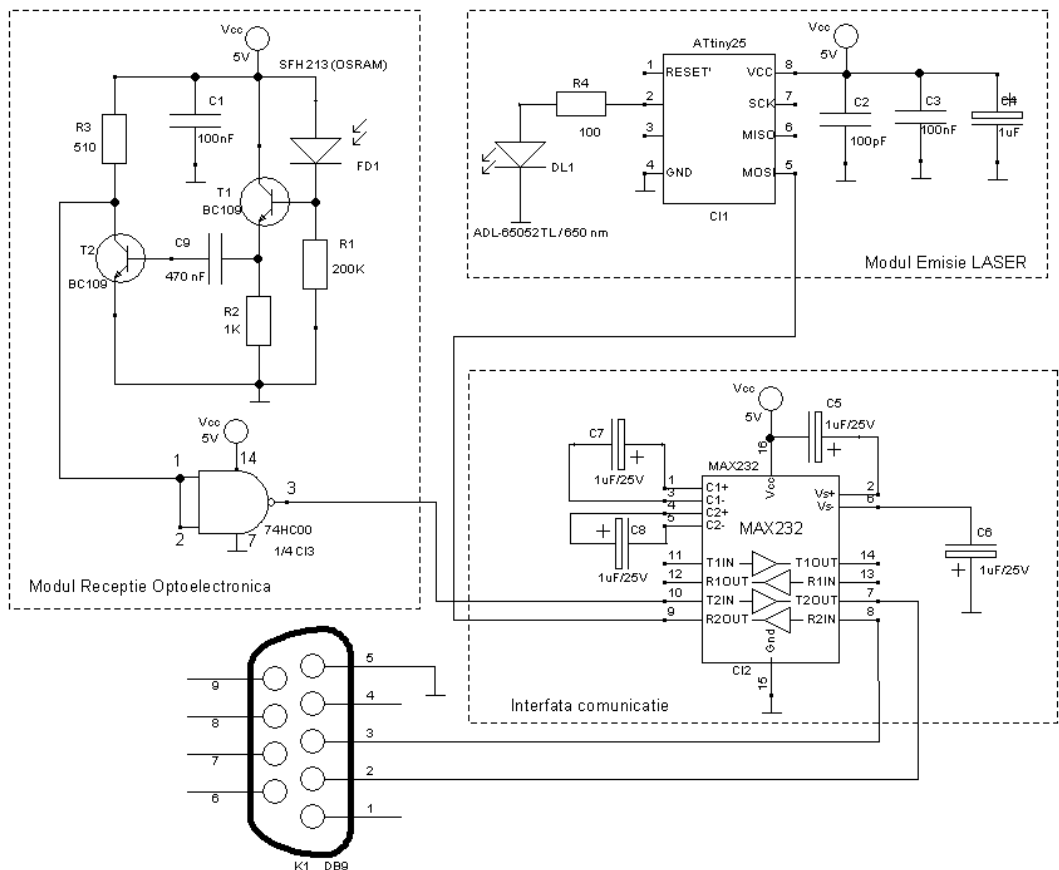 Vcc
5V
SFH 213 (OSRAM)
R3
510
C1
100nF
FD1
T1
BC109
T2
BC109
C9
470 nF
R1
200K
R2
1K
Vcc
5V
14
1
2
3
7
74HC00
1/4 CI3
Modul Receptie Optoelectronica
ATtiny25
Vcc
5V
1
RESET'
VCC
8
R4
100
2
SCK
7
3
MISO
6
4
GND
MOSI
5
CI1
DL1
ADL-65052TL/650 nm
C2
100pF
C3
100nF
C4
1uF
Modul Emisie LASER
Vcc
5V
C5
1uF/25V
C7
1uF/25V
MAX232
16
Vcc
1
C1+
3
C1-
4
C2+
5
C2-
Vs+
2
Vs-
6
MAX232
C8
1uF/25V
C6
1uF/25V
11
T1IN
T1OUT
14
12
R1OUT
R1IN
13
10
T2IN
T2OUT
7
9
R2OUT
R2IN
8
Gnd
CI2
15
Interfata comunicatie
5
9
4
8
3
7
2
6
1
K1
DB9